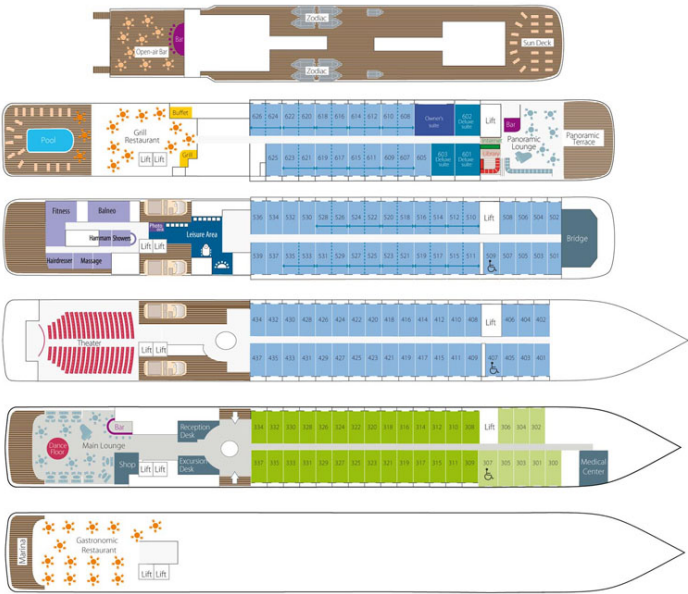 Zodiac
Bar
Open-air Bar
Sun Deck
Zodiac
Buffet
626 624 622 620 618 616 614 612 610 608
Owner's
suite
602
Deluxe
suite
Lift
Bar
Pool
Grill
Restaurant
Internet
Library
Panoramic
Lounge
Panoramic
Terrace
Lift Lift
Grill
625 623 621 619 617 615 611 609 607 605
603
Deluxe
suite
601
Deluxe
suite
Fitness
Balneo
Photo
536 534 532 530 528 526 524 522 520 518 516 514 512 510
Lift
508 506 504 502
Hammam Showers
Leisure Area
Bridge
Lift Lift
Hairdresser
Massage
539 537 535 533 531 529 527 525 523 521 519 517 515 511
509
507 505 503 501
434 432 430 428 426 424 422 420 418 416 414 412 410 408
Lift
406 404 402
Theater
Lift Lift
437 435 433 431 429 427 425 423 421 419 417 415 411 409
407
405 403 401
Bar
Reception
Desk
334 332 330 328 326 324 322 320 318 316 314 312 310 308
Lift
306 304 302
Dance
Floor
Main Lounge
Shop
Lift Lift
Excursion
Desk
337 335 333 331 329 327 325 323 321 319 317 315 311 309
307
305 303 301 300
Medical
Center
Marina
Gastionomic
Restaurant
Lift Lift